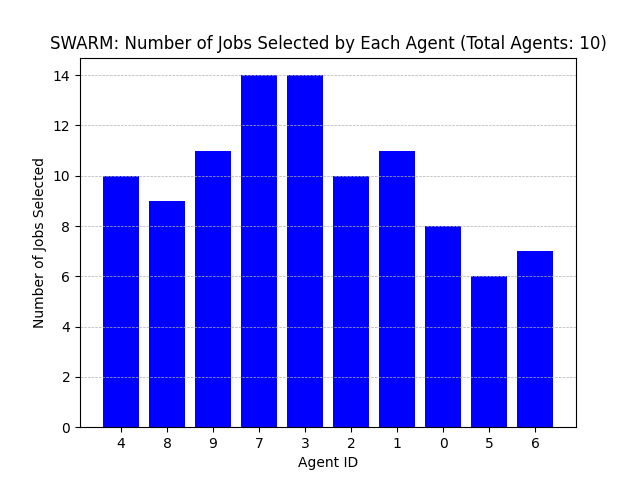 SWARM: Number of Jobs Selected by Each Agent (Total Agents: 10)
14
12
10
8
6
4
2
0
Number of Jobs Selected
4 8 9 7 3 2 1 0 5 6
Agent ID